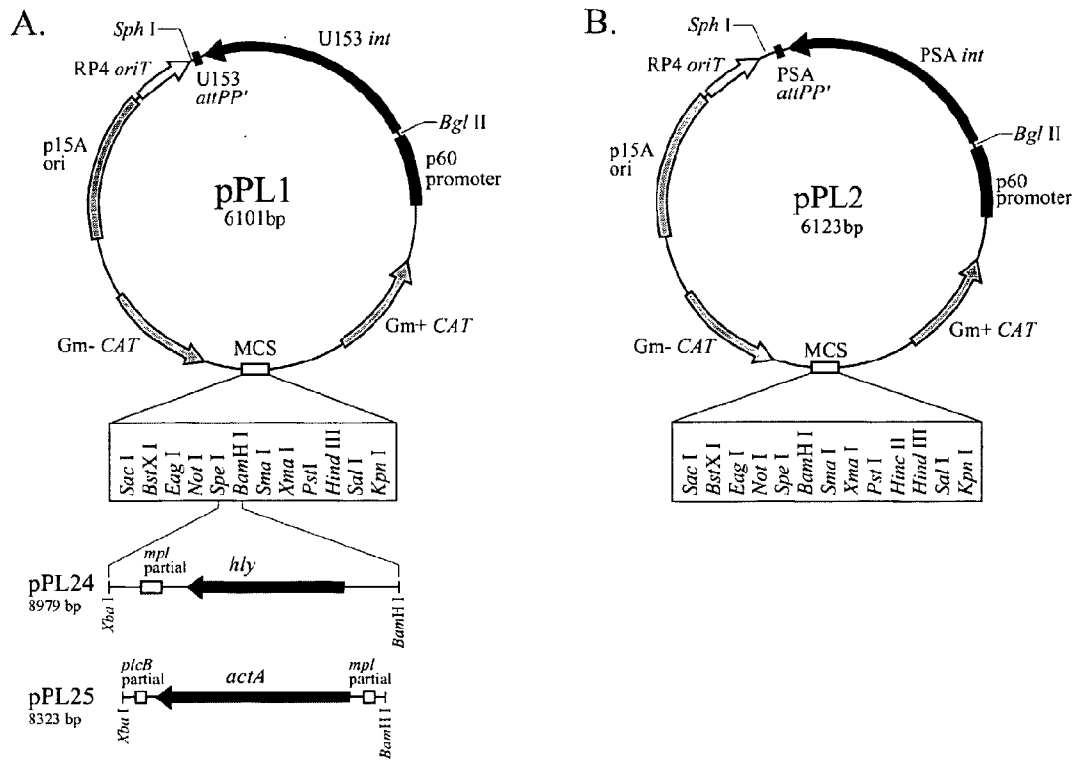 A.
Sph I
RP4 oriT
U153
attPP'
U153 int
Bgl II
p60
promoter
p15A
ori
pPL1
6101bp
Gm- CAT
Gm+ CAT
MCS
Sac I
BstX I
Eag I
Not I
Spe I
BamH I
Sma I
Xma I
PstI
Hind III
Sal I
Kpn I
pPL24
8979 bp
mpl
partial
hly
Xba I
BamH I
pPL25
8323 bp
plcB
partial
actA
mpl
partial
Xba I
BamH I
B.
Sph I
RP4 oriT
PSA
attPP'
PSA int
Bgl II
p60
promoter
p15A
ori
pPL2
6123bp
Gm- CAT
Gm+ CAT
MCS
Sac I
BstX I
Eag I
Not I
Spe I
BamH I
Sma I
Xma I
Pst I
Hinc II
Hind III
Sal I
Kpn I